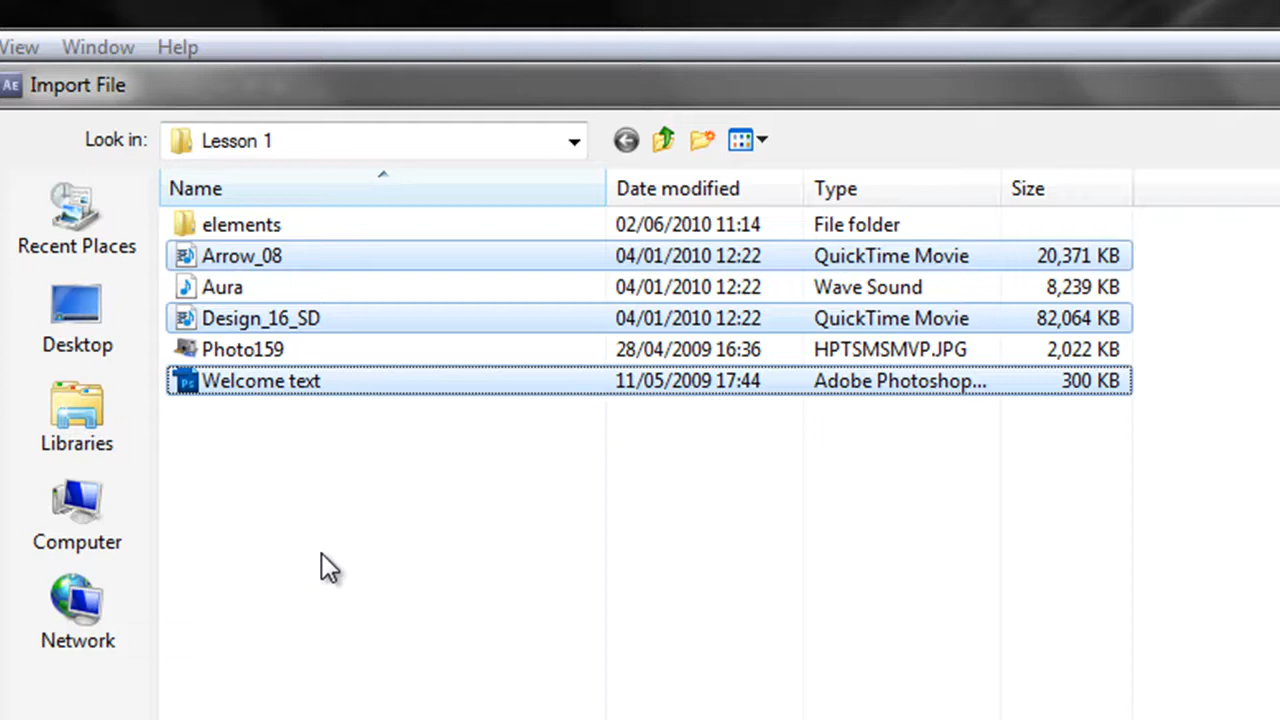 View Window Help
AE Import File
Look in: Lesson 1
Name Date modified Type Size
elements 02/06/2010 11:14 File folder
Arrow_08 04/01/2010 12:22 QuickTime Movie 20,371 KB
Aura 04/01/2010 12:22 Wave Sound 8,239 KB
Design_16_SD 04/01/2010 12:22 QuickTime Movie 82,064 KB
Photo159 28/04/2009 16:36 HPTSMSMVP.JPG 2,022 KB
Ps Welcome text 11/05/2009 17:44 Adobe Photoshop... 300 KB
Recent Places
Desktop
Libraries
Computer
Network